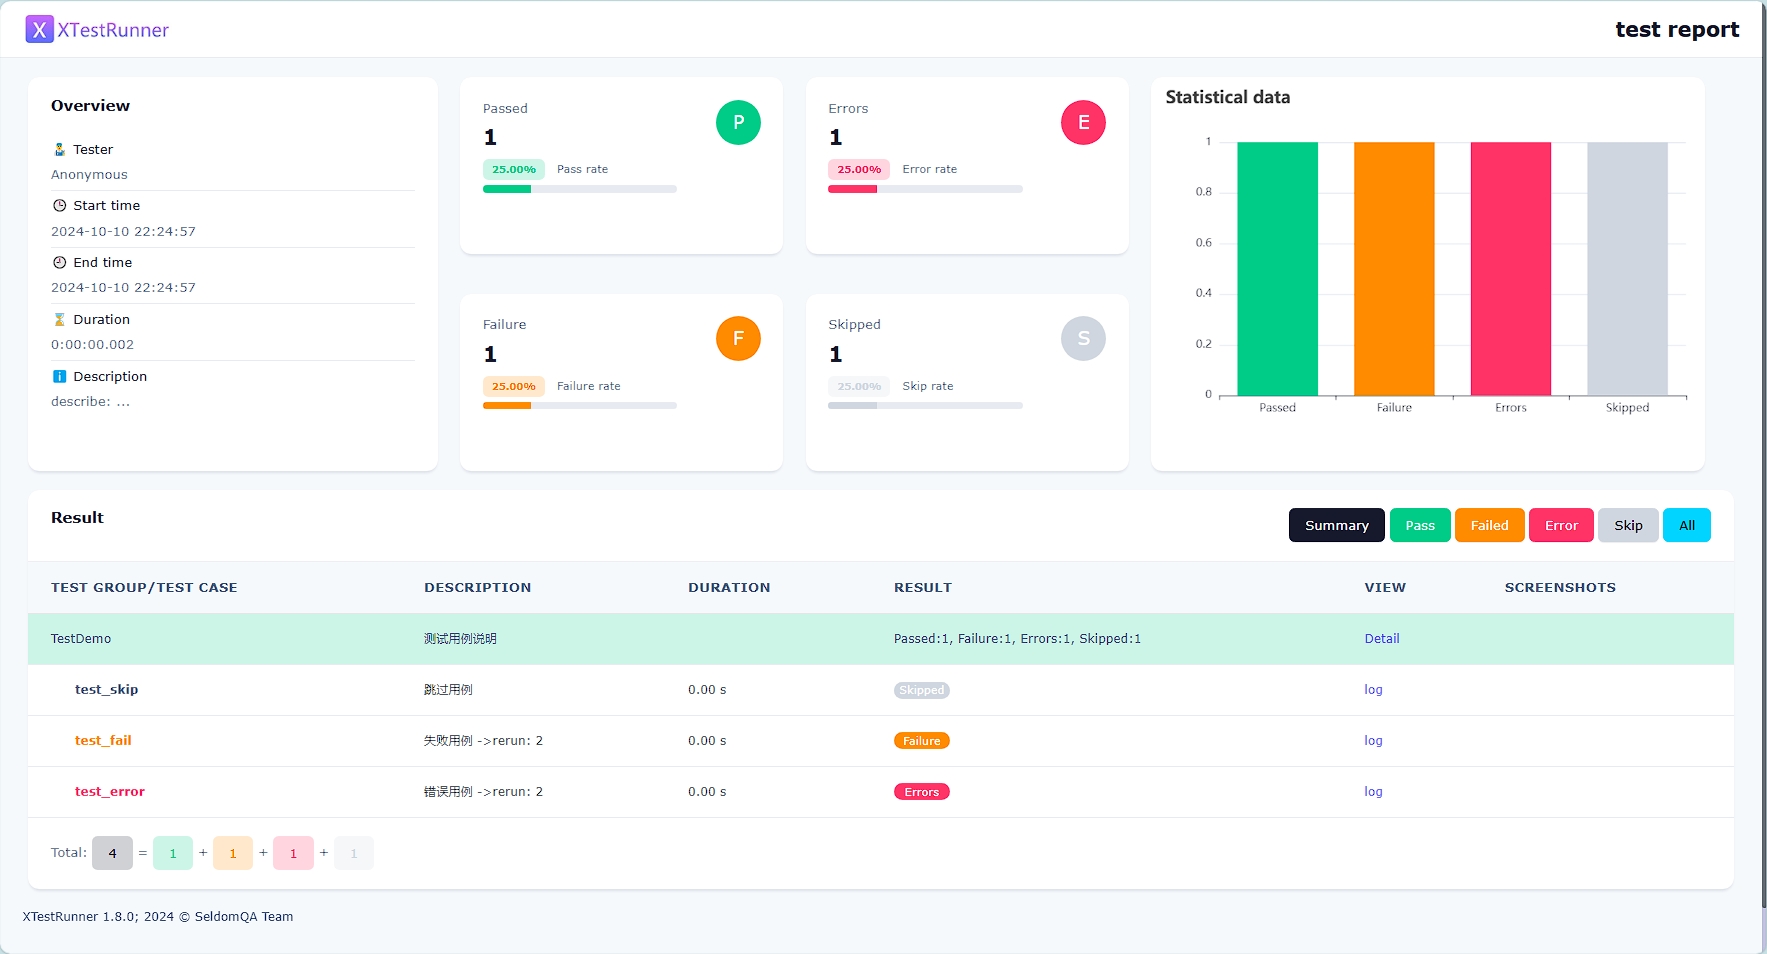 X XTestRunner
test report
Overview
Tester
Anonymous
Start time
2024-10-10 22:24:57
End time
2024-10-10 22:24:57
Duration
0:00:00.002
i Description
describe: ...
Passed
1
P
25.00% Pass rate
Errors
1
E
25.00% Error rate
Failure
1
F
25.00% Failure rate
Skipped
1
S
25.00% Skip rate
Statistical data
1
0.8
0.6
0.4
0.2
0
Passed Failure Errors Skipped
Result
Summary Pass Failed Error Skip All
TEST GROUP/TEST CASE DESCRIPTION DURATION RESULT VIEW SCREENSHOTS
TestDemo 测试用例说明 Passed:1, Failure:1, Errors:1, Skipped:1 Detail
test_skip 跳过用例 0.00 s Skipped log
test_fail 失败用例 ->rerun: 2 0.00 s Failure log
test_error 错误用例 ->rerun: 2 0.00 s Errors log
Total: 4 = 1 + 1 + 1 + 1
XTestRunner 1.8.0; 2024 © SeldomQA Team